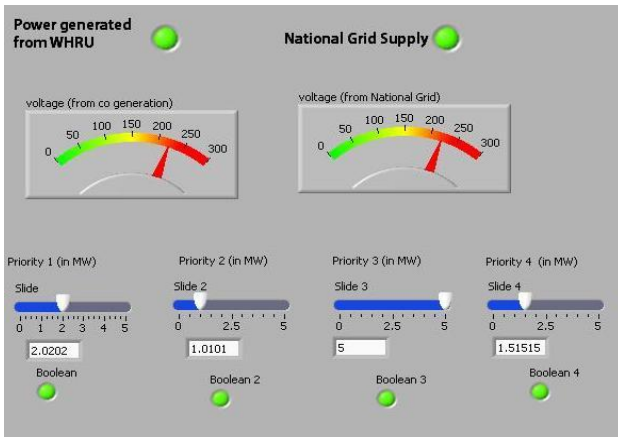 Power generated
from WHRU
National Grid Supply
voltage (from co generation)
0 50 100 150 200 250 300
voltage (from National Grid)
0 50 100 150 200 250 300
Priority 1 (in MW)
Slide
0 1 2 3 4 5
2.0202
Boolean
Priority 2 (in MW)
Slide 2
0 2.5 5
1.0101
Boolean 2
Priority 3 (in MW)
Slide 3
0 2.5 5
5
Boolean 3
Priority 4 (in MW)
Slide 4
0 2.5 5
1.51515
Boolean 4